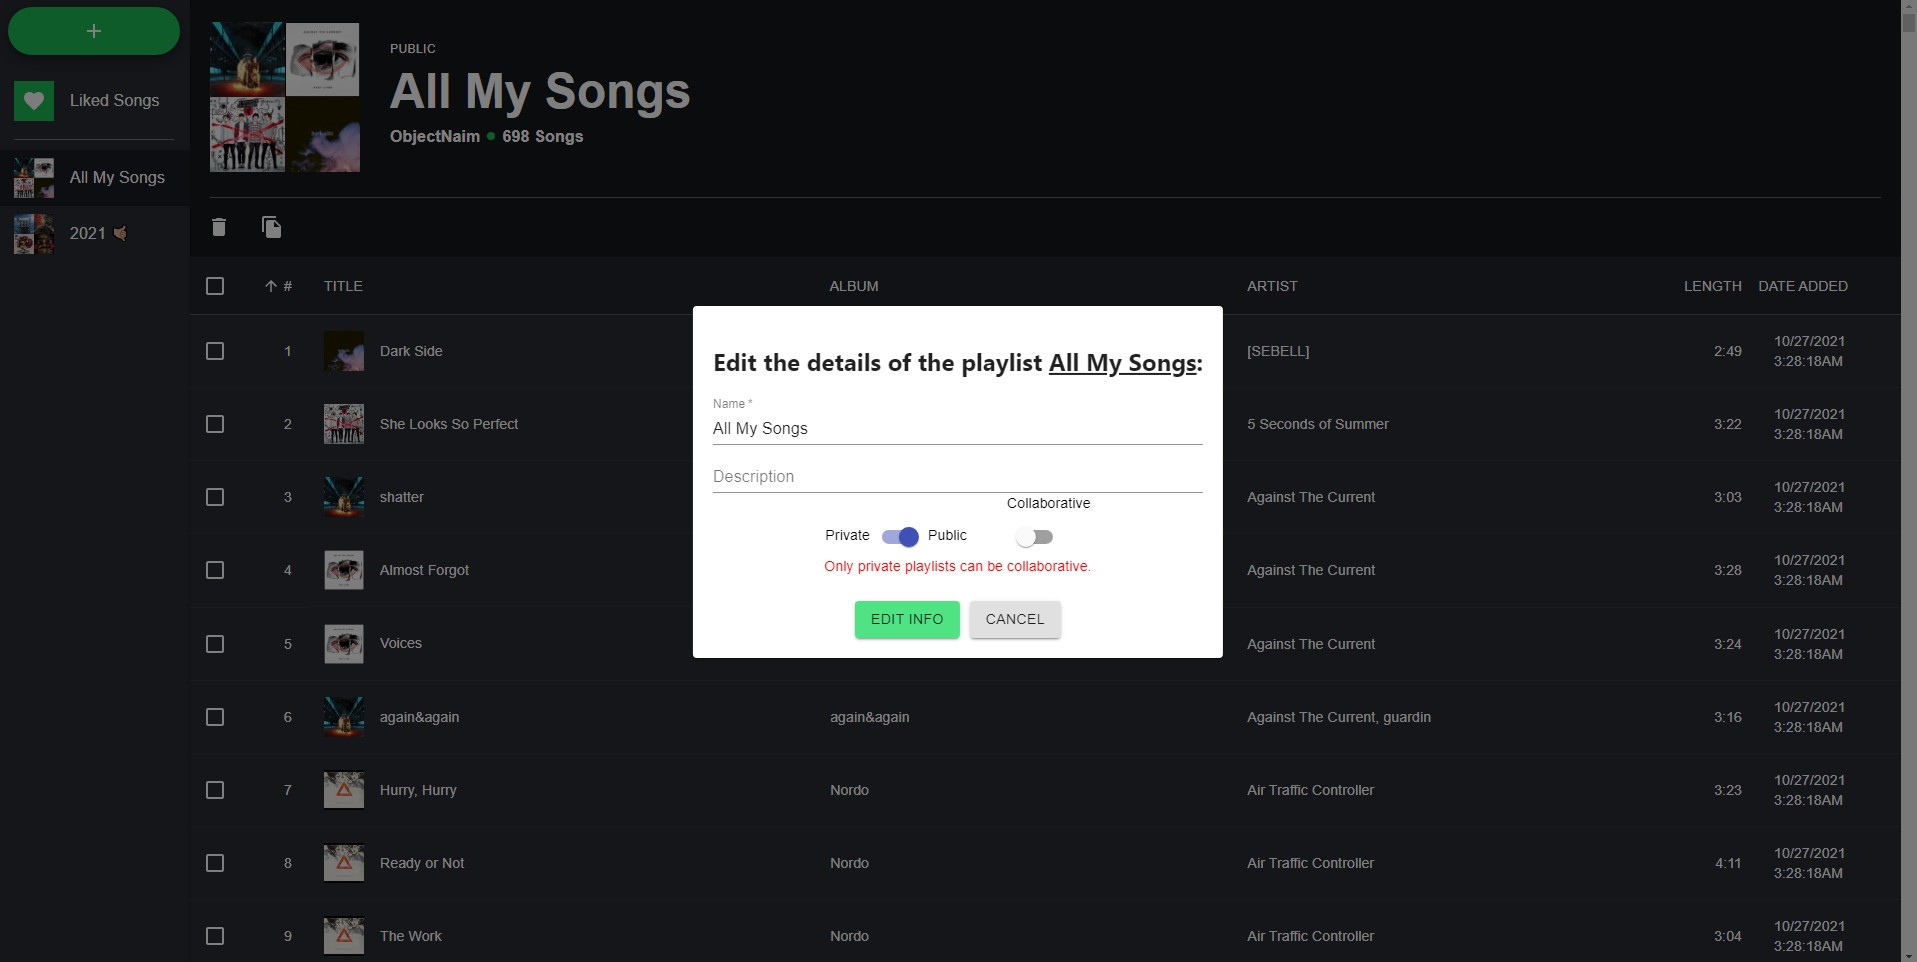 +
Liked Songs
All My Songs
2021
PUBLIC
All My Songs
ObjectNaim ● 698 Songs
# TITLE ALBUM ARTIST LENGTH DATE ADDED
1 Dark Side [SEBELL] 2:49 10/27/2021
3:28:18AM
2 She Looks So Perfect 5 Seconds of Summer 3:22 10/27/2021
3:28:18AM
3 shatter Against The Current 3:03 10/27/2021
3:28:18AM
4 Almost Forgot Against The Current 3:28 10/27/2021
3:28:18AM
5 Voices Against The Current 3:24 10/27/2021
3:28:18AM
6 again&again again&again Against The Current, guardin 3:16 10/27/2021
3:28:18AM
7 Hurry, Hurry Nordo Air Traffic Controller 3:23 10/27/2021
3:28:18AM
8 Ready or Not Nordo Air Traffic Controller 4:11 10/27/2021
3:28:18AM
9 The Work Nordo Air Traffic Controller 3:04 10/27/2021
3:28:18AM
Edit the details of the playlist All My Songs:
Name *
All My Songs
Description
Collaborative
Private Public
Only private playlists can be collaborative.
EDIT INFO CANCEL